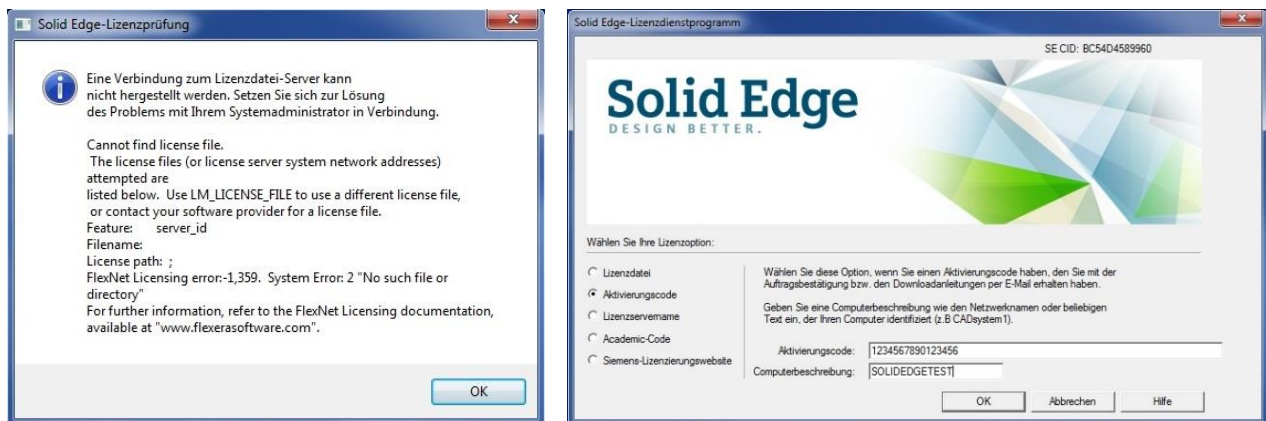 Solid Edge-Lizenzprüfung
Eine Verbindung zum Lizenzdatei-Server kann
nicht hergestellt werden. Setzen Sie sich zur Lösung
des Problems mit Ihrem Systemadministrator in Verbindung.
Cannot find license file.
The license files (or license server system network addresses)
attempted are
listed below.  Use LM_LICENSE_FILE to use a different license file,
or contact your software provider for a license file.
Feature:       server_id
Filename:
License path:  ;
FlexNet Licensing error:-1,359.  System Error: 2 "No such file or
directory"
For further information, refer to the FlexNet Licensing documentation,
available at "www.flexerasoftware.com".
OK
Solid Edge-Lizenzdienstprogramm
SE CID: BC54D4589960
Solid Edge
DESIGN BETTER.
Wählen Sie Ihre Lizenzoption:
Lizenzdatei
Aktivierungscode
Lizenzservername
Academic-Code
Siemens-Lizenzierungswebsite
Wählen Sie diese Option, wenn Sie einen Aktivierungscode haben, den Sie mit der
Auftragsbestätigung bzw. den Downloadanleitungen per E-Mail erhalten haben.
Geben Sie eine Computerbeschreibung wie den Netzwerknamen oder beliebigen
Text ein, der Ihren Computer identifiziert (z.B CADsystem1).
Aktivierungscode: 1234567890123456
Computerbeschreibung: SOLIDEDGETEST
OK Abbrechen Hilfe